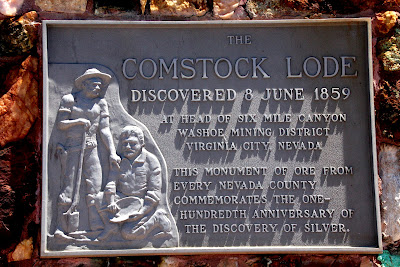 THE
COMSTOCK LODE
DISCOVERED 8 JUNE 1859
AT HEAD OF SIX MILE CANYON
WASHOE MINING DISTRICT
VIRGINIA CITY, NEVADA
THIS MONUMENT OF ORE FROM
EVERY NEVADA COUNTY
COMMEMORATES THE ONE-
HUNDREDTH ANNIVERSARY OF
THE DISCOVERY OF SILVER.